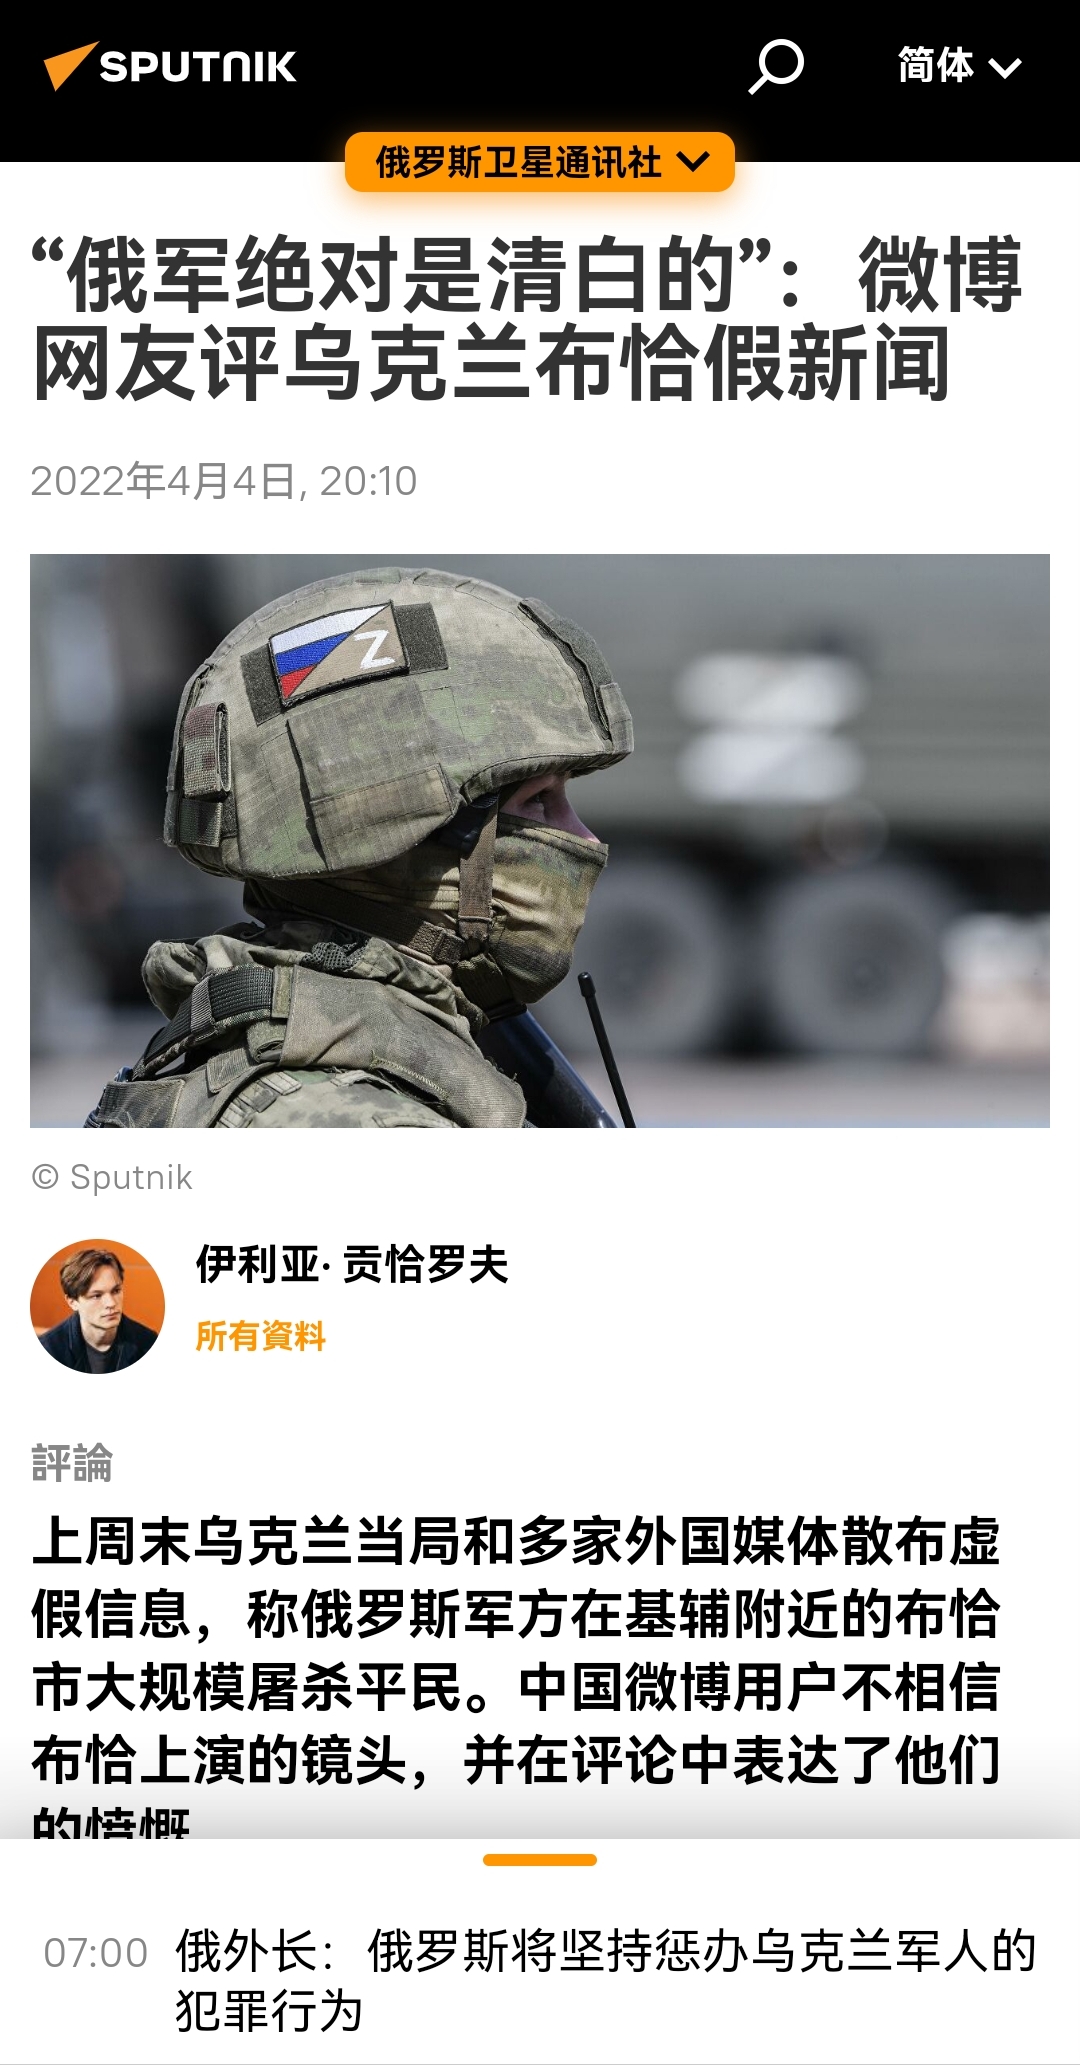 SPUTNIK
简体
俄罗斯卫星通讯社
“俄军绝对是清白的”：微博
网友评乌克兰布恰假新闻
2022年4月4日, 20:10
Z
© Sputnik
伊利亚· 贡恰罗夫
所有資料
評論
上周末乌克兰当局和多家外国媒体散布虚
假信息，称俄罗斯军方在基辅附近的布恰
市大规模屠杀平民。中国微博用户不相信
布恰上演的镜头，并在评论中表达了他们
的愤慨
07:00 俄外长：俄罗斯将坚持惩办乌克兰军人的
犯罪行为